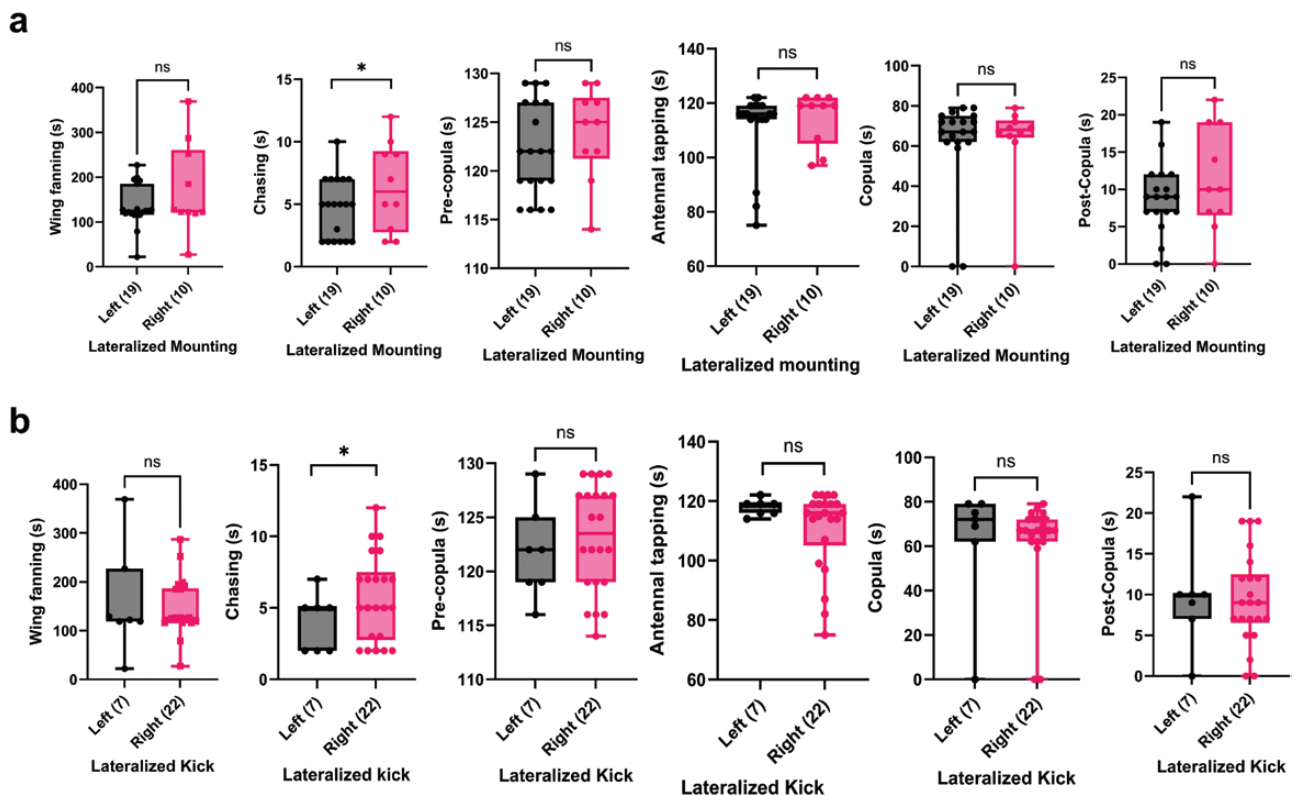 a
ns
400
300
200
100
0
Wing fanning (s)
Left (19)
Right (10)
Lateralized Mounting
*
15
10
5
0
Chasing (s)
Left (19)
Right (10)
Lateralized Mounting
ns
130
125
120
115
110
Pre-copula (s)
Left (19)
Right (10)
Lateralized Mounting
ns
140
120
100
80
60
Antennal tapping (s)
Left (19)
Right (10)
Lateralized mounting
ns
100
80
60
40
20
0
Copula (s)
Left (19)
Right (10)
Lateralized Mounting
ns
25
20
15
10
5
0
Post-Copula (s)
Left (19)
Right (10)
Lateralized Mounting
b
ns
400
300
200
100
0
Wing fanning (s)
Left (7)
Right (22)
Lateralized Kick
*
15
10
5
0
Chasing (s)
Left (7)
Right (22)
Lateralized kick
ns
130
125
120
115
110
Pre-copula (s)
Left (7)
Right (22)
Lateralized Kick
ns
140
120
100
80
60
Antennal tapping (s)
Left (7)
Right (22)
Lateralized Kick
ns
100
80
60
40
20
0
Copula (s)
Left (7)
Right (22)
Lateralized Kick
ns
25
20
15
10
5
0
Post-Copula (s)
Left (7)
Right (22)
Lateralized Kick